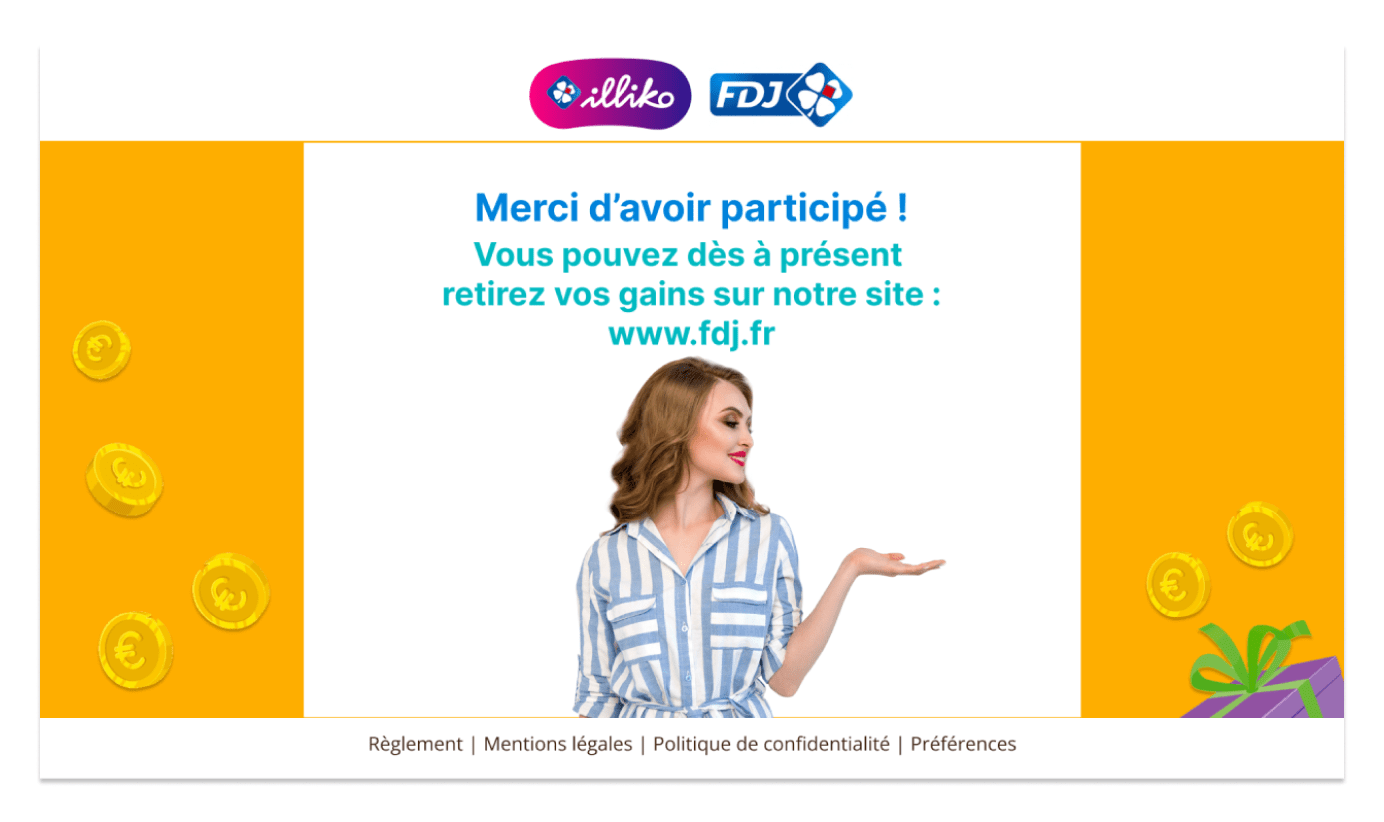 illiko FDJ
Merci d’avoir participé !
Vous pouvez dès à présent
retirez vos gains sur notre site :
www.fdj.fr
Règlement | Mentions légales | Politique de confidentialité | Préférences